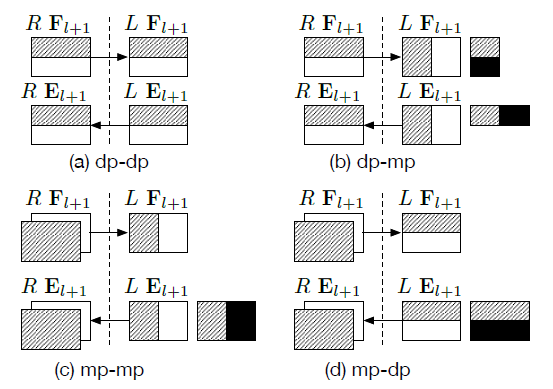 R F_{l+1} L F_{l+1}
R E_{l+1} L E_{l+1}
(a) dp-dp
R F_{l+1} L F_{l+1}
R E_{l+1} L E_{l+1}
(b) dp-mp
R F_{l+1} L F_{l+1}
R E_{l+1} L E_{l+1}
(c) mp-mp
R F_{l+1} L F_{l+1}
R E_{l+1} L E_{l+1}
(d) mp-dp